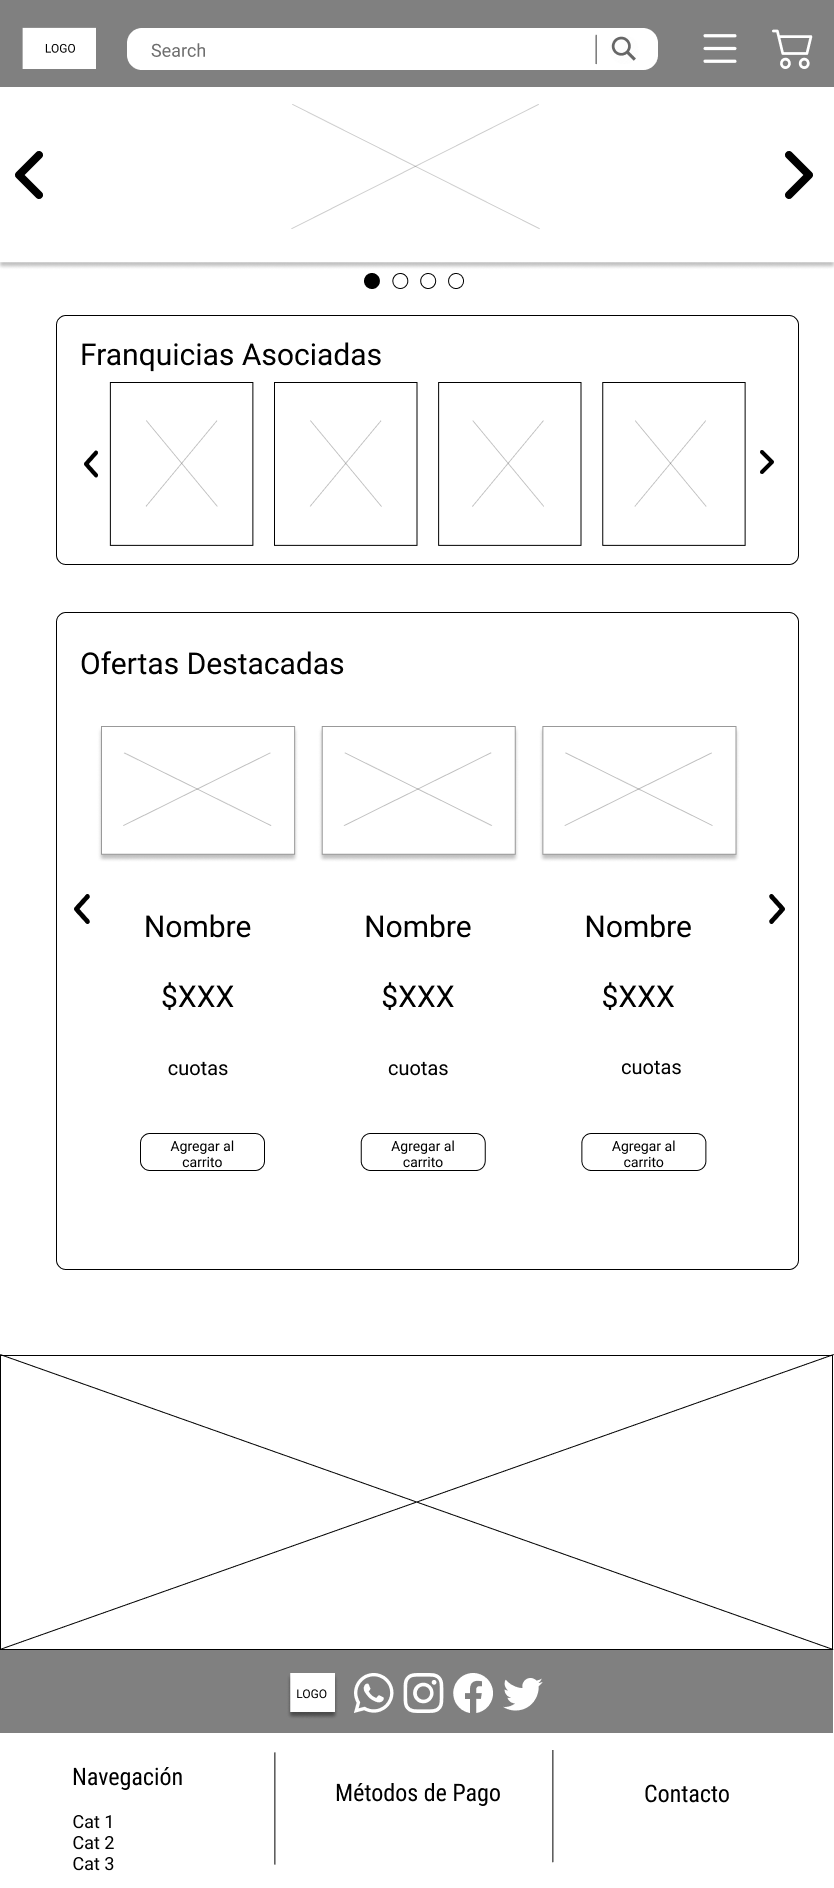 LOGO
Search
Franquicias Asociadas
Ofertas Destacadas
Nombre
Nombre
Nombre
$XXX
$XXX
$XXX
cuotas
cuotas
cuotas
Agregar al
carrito
Agregar al
carrito
Agregar al
carrito
LOGO
Navegación
Cat 1
Cat 2
Cat 3
Métodos de Pago
Contacto